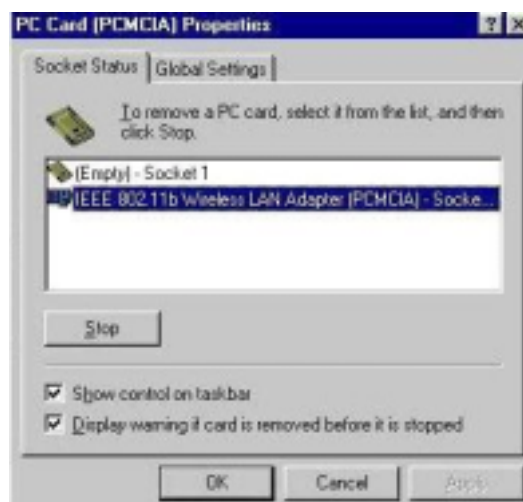 PC Card (PCMCIA) Properties
Socket Status
Global Settings
To remove a PC card, select it from the list, and then
click Stop.
(Empty) - Socket 1
IEEE 802.11b Wireless LAN Adapter (PCMCIA) - Socke...
Stop
Show control on taskbar
Display warning if card is removed before it is stopped
OK
Cancel
Apply